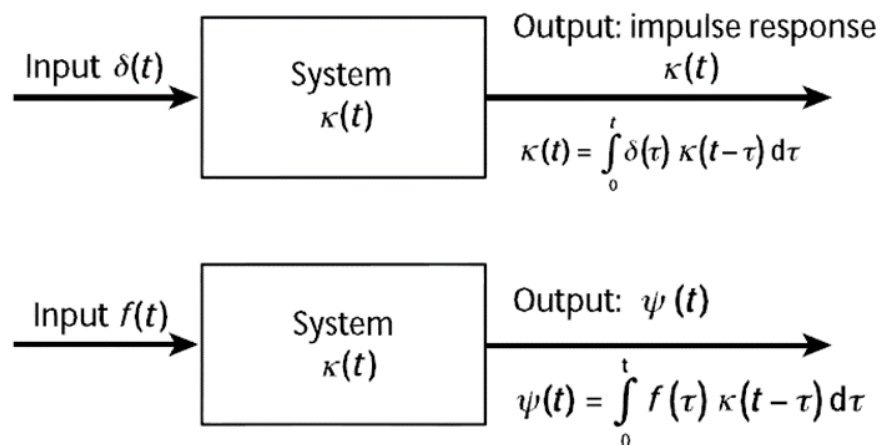 Input δ(t)
System
κ(t)
Output: impulse response
κ(t)
κ(t) = ∫₀ᵗ δ(τ) κ(t−τ) dτ
Input f(t)
System
κ(t)
Output: ψ (t)
ψ(t) = ∫₀ᵗ f (τ) κ(t − τ) dτ